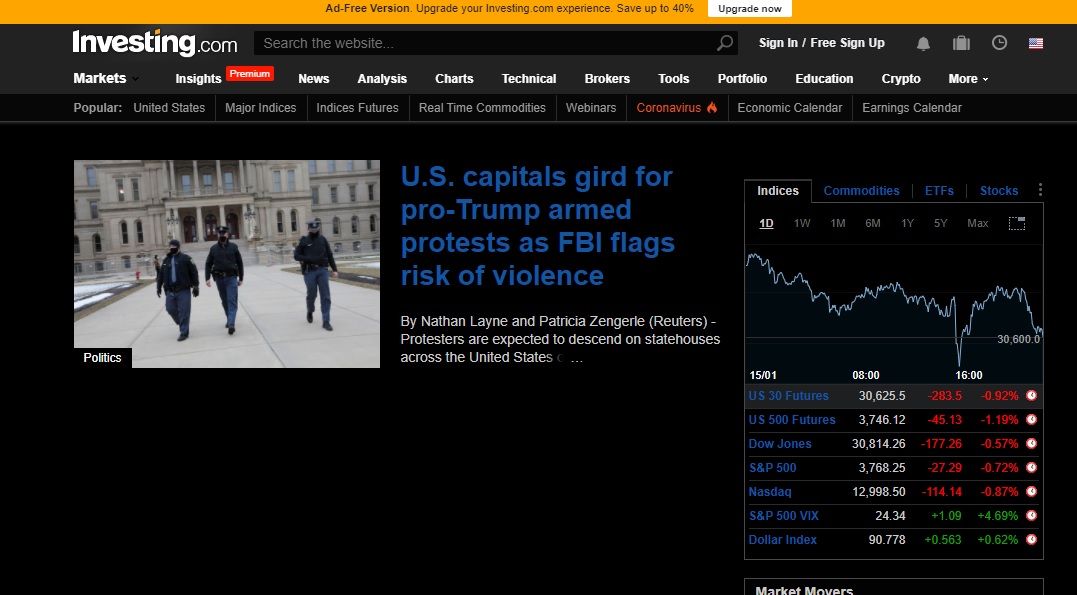 Ad-Free Version. Upgrade your Investing.com experience. Save up to 40% Upgrade now
Investing.com Search the website... Sign In / Free Sign Up
Markets Insights Premium News Analysis Charts Technical Brokers Tools Portfolio Education Crypto More
Popular: United States Major Indices Indices Futures Real Time Commodities Webinars Coronavirus Economic Calendar Earnings Calendar
U.S. capitals gird for
pro-Trump armed
protests as FBI flags
risk of violence
By Nathan Layne and Patricia Zengerle (Reuters) -
Protesters are expected to descend on statehouses
across the United States ...
Politics
Indices Commodities ETFs Stocks
1D 1W 1M 6M 1Y 5Y Max
30,600.0
15/01 08:00 16:00
US 30 Futures 30,625.5 -283.5 -0.92%
US 500 Futures 3,746.12 -45.13 -1.19%
Dow Jones 30,814.26 -177.26 -0.57%
S&P 500 3,768.25 -27.29 -0.72%
Nasdaq 12,998.50 -114.14 -0.87%
S&P 500 VIX 24.34 +1.09 +4.69%
Dollar Index 90.778 +0.563 +0.62%
Market Movers